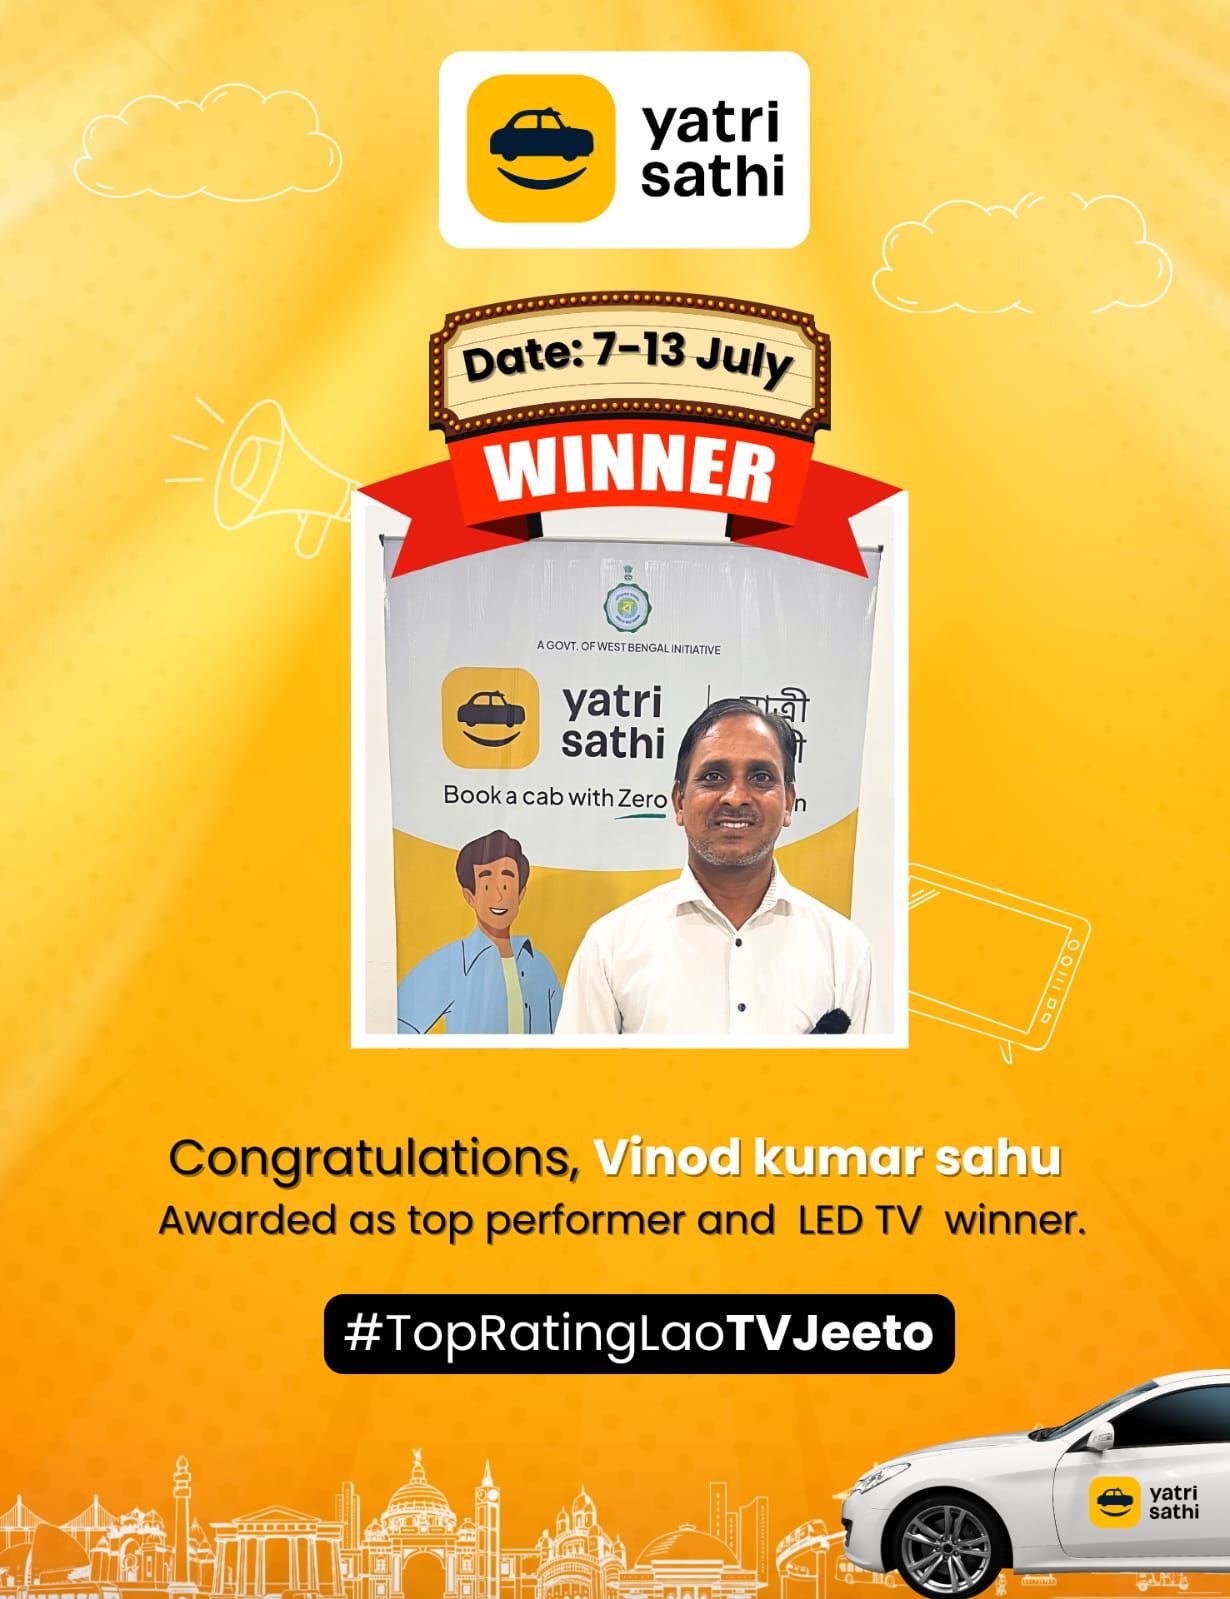 yatri
sathi
Date: 7-13 July
WINNER
A GOVT. OF WEST BENGAL INITIATIVE
yatri
sathi
Book a cab with Zero
Congratulations, Vinod kumar sahu
Awarded as top performer and LED TV winner.
#TopRatingLaoTVJeeto
yatri
sathi